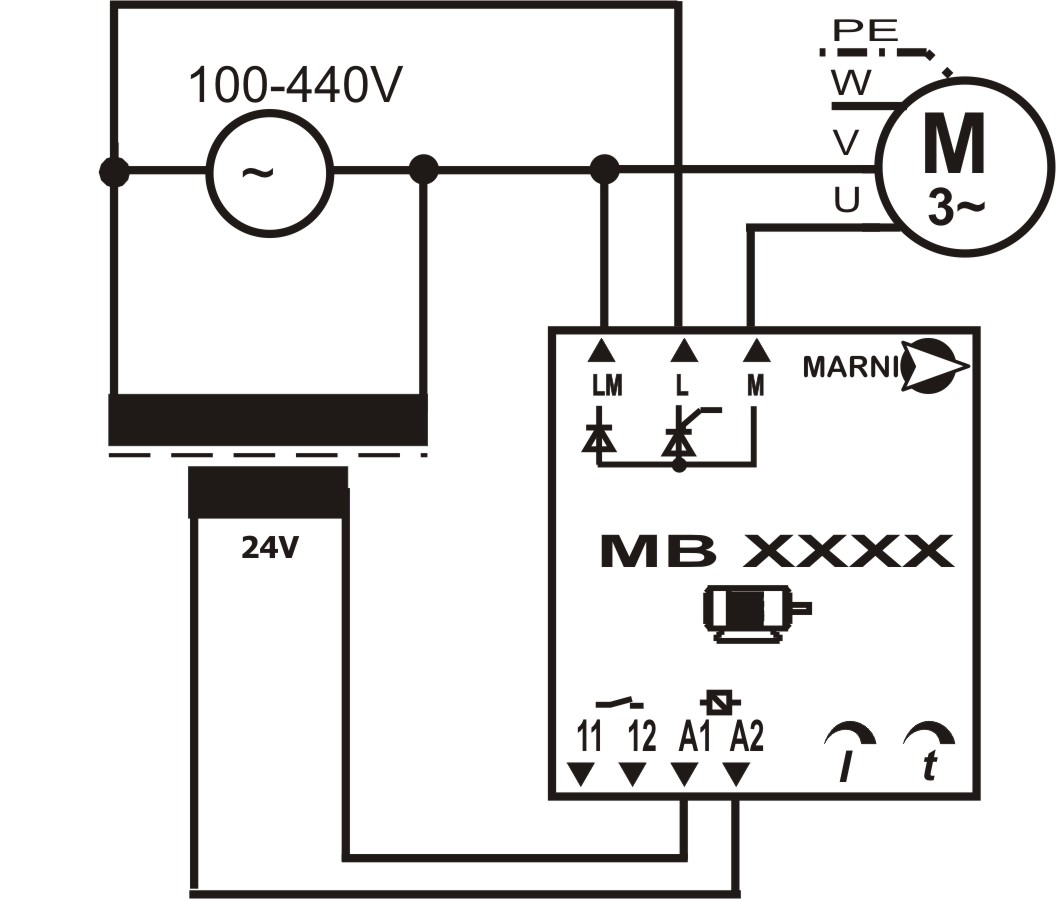 PE
100-440V
W
~
V
M
3~
U
LM L M
MARNI
24V
MB XXXX
11 12 A1 A2
I t